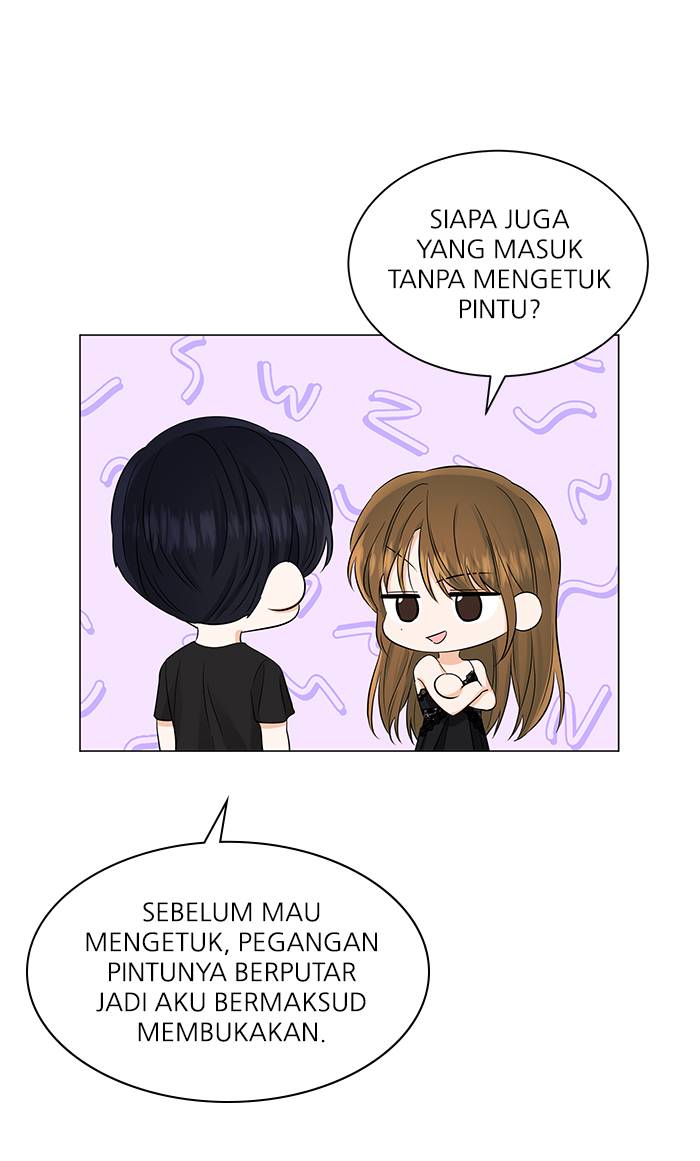 SIAPA JUGA
YANG MASUK
TANPA MENGETUK
PINTU?
SEBELUM MAU
MENGETUK, PEGANGAN
PINTUNYA BERPUTAR
JADI AKU BERMAKSUD
MEMBUKAKAN.